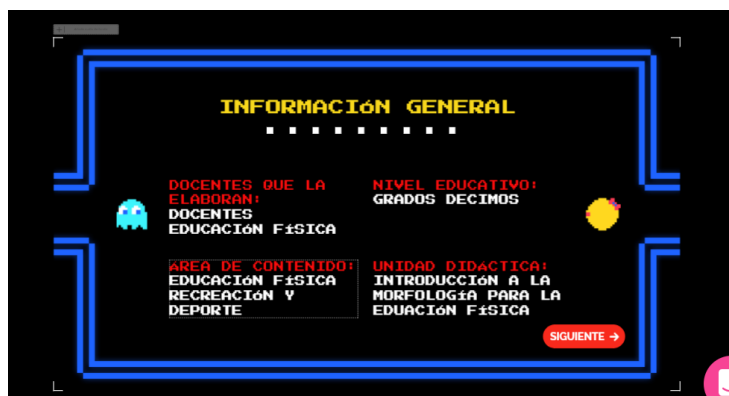 INFORMACIóN GENERAL
DOCENTES QUE LA
ELABORAN:
DOCENTES
EDUCACIóN FíSICA
NIVEL EDUCATIVO:
GRADOS DECIMOS
AREA DE CONTENIDO:
EDUCACIóN FíSICA
RECREACIóN Y
DEPORTE
UNIDAD DIDáCTICA:
INTRODUCCIóN A LA
MORFOLOGíA PARA LA
EDUACIóN FíSICA
SIGUIENTE →